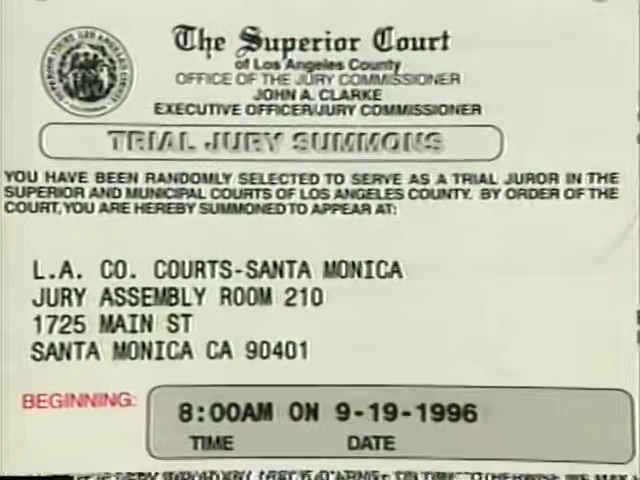 The Superior Court
of Los Angeles County
OFFICE OF THE JURY COMMISSIONER
JOHN A. CLARKE
EXECUTIVE OFFICER/JURY COMMISSIONER
TRIAL JURY SUMMONS
YOU HAVE BEEN RANDOMLY SELECTED TO SERVE AS A TRIAL JUROR IN THE
SUPERIOR AND MUNICIPAL COURTS OF LOS ANGELES COUNTY. BY ORDER OF THE
COURT, YOU ARE HEREBY SUMMONED TO APPEAR AT:
L.A. CO. COURTS-SANTA MONICA
JURY ASSEMBLY ROOM 210
1725 MAIN ST
SANTA MONICA CA 90401
BEGINNING:
8:00AM ON 9-19-1996
TIME DATE